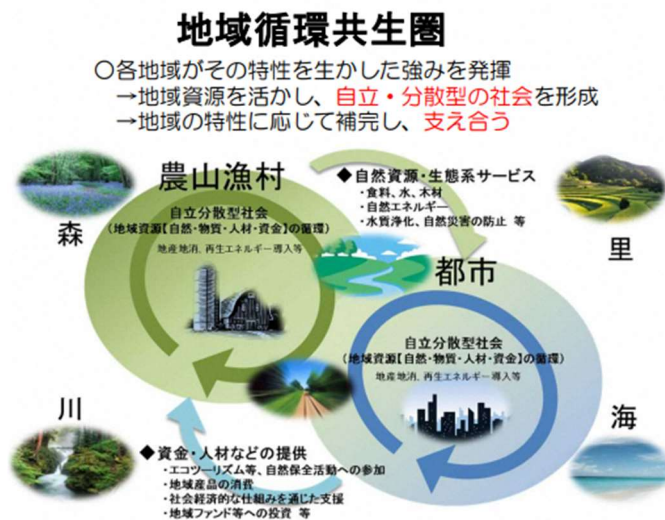 地域循環共生圏
○各地域がその特性を生かした強みを発揮
→地域資源を活かし、自立・分散型の社会を形成
→地域の特性に応じて補完し、支え合う
農山漁村
森
自立分散型社会
(地域資源【自然・物質・人材・資金】の循環)
地産地消、再生エネルギー導入等
◆自然資源・生態系サービス
・食料、水、木材
・自然エネルギー
・水質浄化、自然災害の防止 等
里
都市
自立分散型社会
(地域資源【自然・物質・人材・資金】の循環)
地産地消、再生エネルギー導入等
川
海
◆資金・人材などの提供
・エコツーリズム等、自然保全活動への参加
・地域産品の消費
・社会経済的な仕組みを通じた支援
・地域ファンド等への投資 等